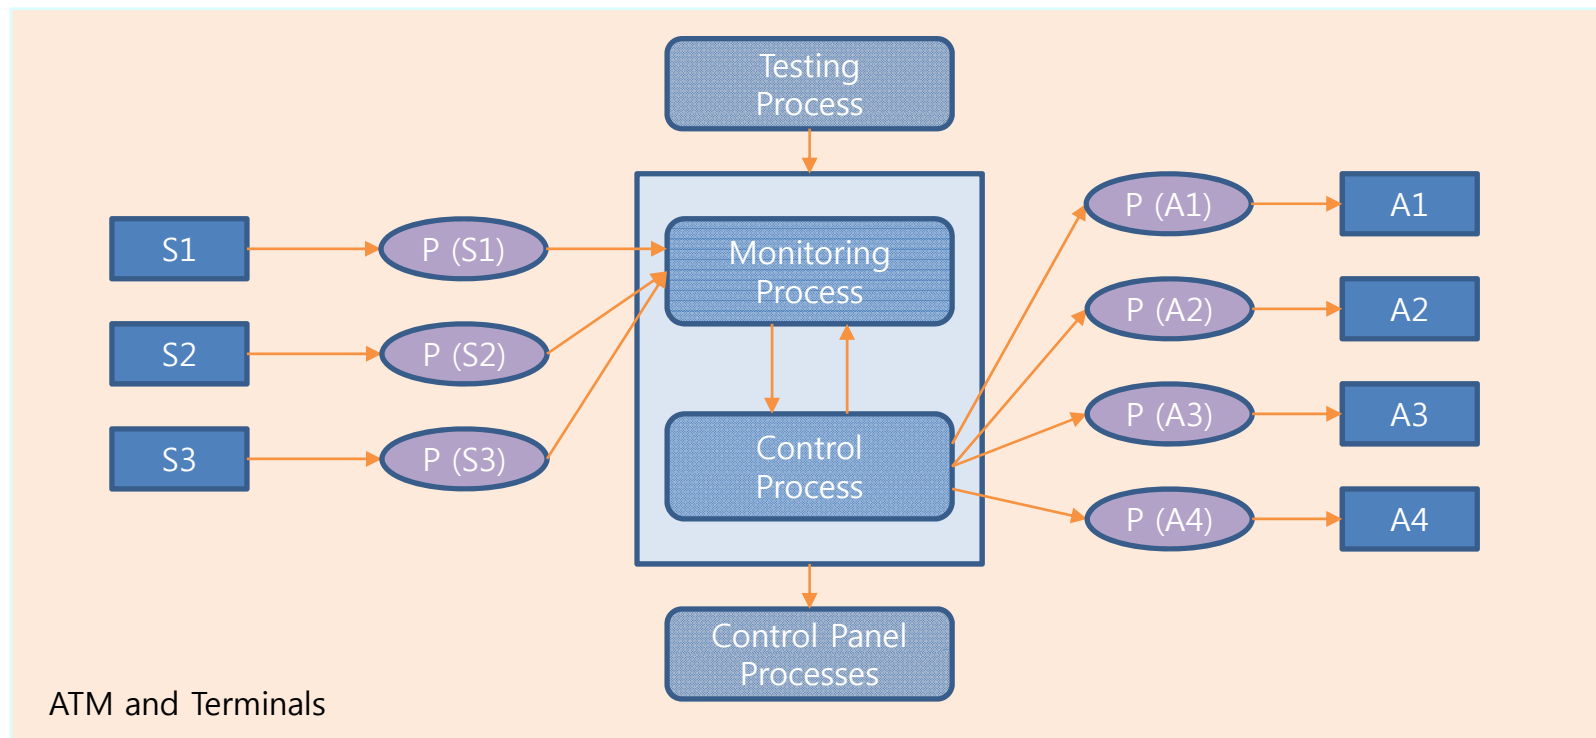 Testing
Process
S1
P (S1)
Monitoring
Process
P (A1)
A1
S2
P (S2)
P (A2)
A2
S3
P (S3)
Control
Process
P (A3)
A3
P (A4)
A4
Control Panel
Processes
ATM and Terminals